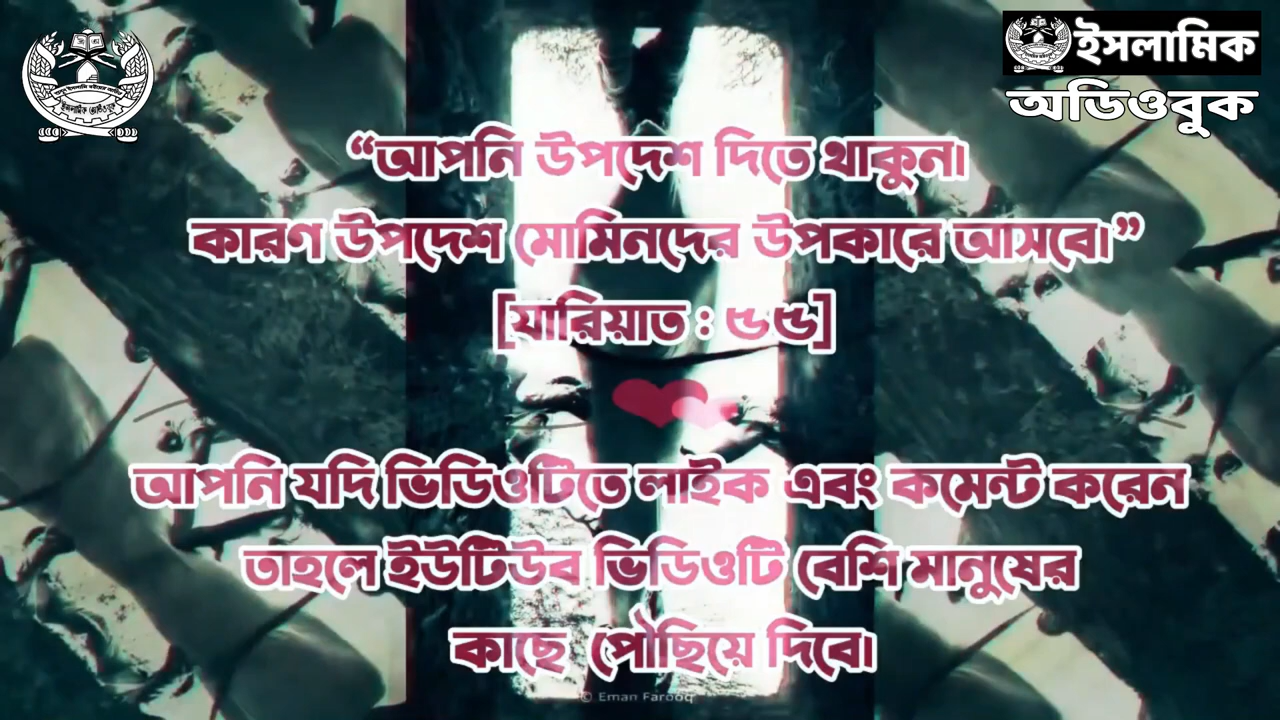 ইসলামিক
অডিওবুক
“আপনি উপদেশ দিতে থাকুন।
কারণ উপদেশ মোমিনদের উপকারে আসবে।”
[যারিয়াত : ৫৫]
আপনি যদি ভিডিওটিতে লাইক এবং কমেন্ট করেন
তাহলে ইউটিউব ভিডিওটি বেশি মানুষের
কাছে পৌছিয়ে দিবে।
© Eman Farooq